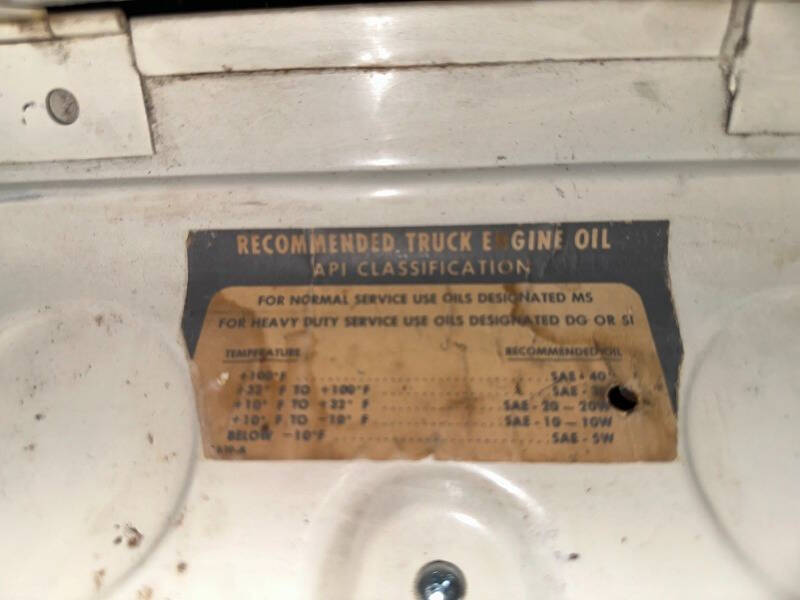 RECOMMENDED TRUCK ENGINE OIL
API CLASSIFICATION
FOR NORMAL SERVICE USE OILS DESIGNATED MS
FOR HEAVY DUTY SERVICE USE OILS DESIGNATED DG OR
TEMPERATURE RECOMMENDED OIL
+100°F SAE - 40
+32° F TO +100°F SAE -
+10° F TO +32° F SAE - 20 - 20W
+10° F TO -10° F SAE - 10 - 10W
BELOW -10°F SAE - 5W